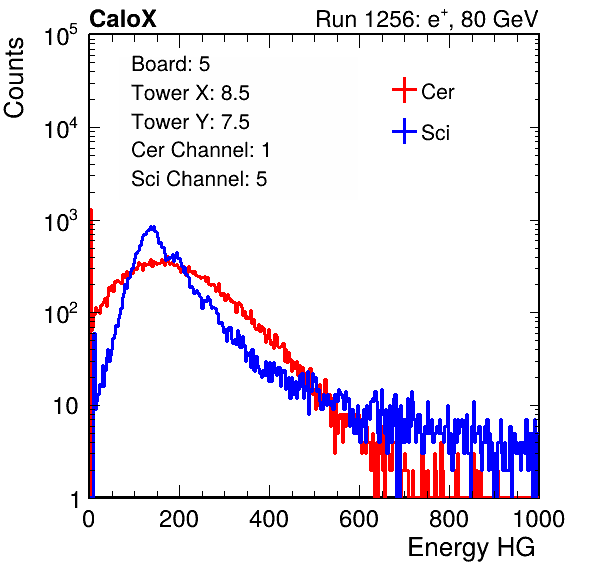 CaloX Run 1256: e⁺, 80 GeV
Counts
Board: 5
Tower X: 8.5
Tower Y: 7.5
Cer Channel: 1
Sci Channel: 5
Cer
Sci
10⁵
10⁴
10³
10²
10
1
0 200 400 600 800 1000
Energy HG